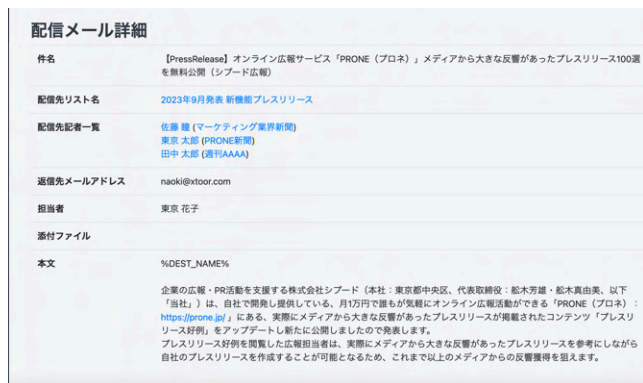 配信メール詳細
件名 【PressRelease】オンライン広報サービス「PRONE（プロネ）」メディアから大きな反響があったプレスリリース100選
を無料公開（シプード広報）
配信先リスト名 2023年9月発表 新機能プレスリリース
配信先記者一覧 佐藤 瞳 (マーケティング業界新聞)
東京 太郎 (PRONE新聞)
田中 太郎 (週刊AAAA)
返信先メールアドレス naoki@xtoor.com
担当者 東京 花子
添付ファイル
本文 %DEST_NAME%
企業の広報・PR活動を支援する株式会社シプード（本社：東京都中央区、代表取締役：舩木芳雄・舩木真由美、以下
「当社」）は、自社で開発し提供している、月1万円で誰もが気軽にオンライン広報活動ができる「PRONE（プロネ）：
https://prone.jp/ 」にある、実際にメディアから大きな反響があったプレスリリースが掲載されたコンテンツ「プレスリ
リース好例」をアップデートし新たに公開しましたので発表します。
プレスリリース好例を閲覧した広報担当者は、実際にメディアから大きな反響があったプレスリリースを参考にしながら
自社のプレスリリースを作成することが可能となるため、これまで以上のメディアからの反響獲得を狙えます。